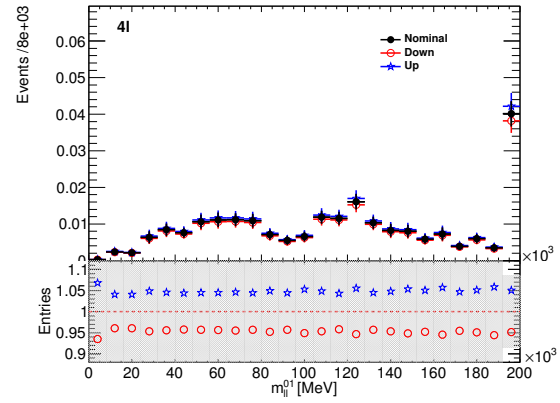 4l
Nominal
Down
Up
Events /8e+03
0.06
0.05
0.04
0.03
0.02
0.01
0
×10³
1.1
1.05
1
0.95
0.9
Entries
×10³
0 20 40 60 80 100 120 140 160 180 200
m_{ll}^{01} [MeV]